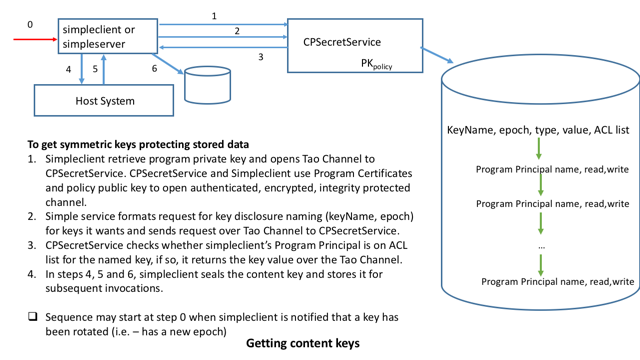 0
simpleclient or
simpleserver
1
2
3
CPSecretService
PKpolicy
4
5
6
Host System
KeyName, epoch, type, value, ACL list
Program Principal name, read,write
Program Principal name, read,write
...
Program Principal name, read,write
To get symmetric keys protecting stored data
1. Simpleclient retrieve program private key and opens Tao Channel to
CPSecretService. CPSecretService and Simpleclient use Program Certificates
and policy public key to open authenticated, encrypted, integrity protected
channel.
2. Simple service formats request for key disclosure naming (keyName, epoch)
for keys it wants and sends request over Tao Channel to CPSecretService.
3. CPSecretService checks whether simpleclient's Program Principal is on ACL
list for the named key, if so, it returns the key value over the Tao Channel.
4. In steps 4, 5 and 6, simpleclient seals the content key and stores it for
subsequent invocations.
Sequence may start at step 0 when simpleclient is notified that a key has
been rotated (i.e. – has a new epoch)
Getting content keys